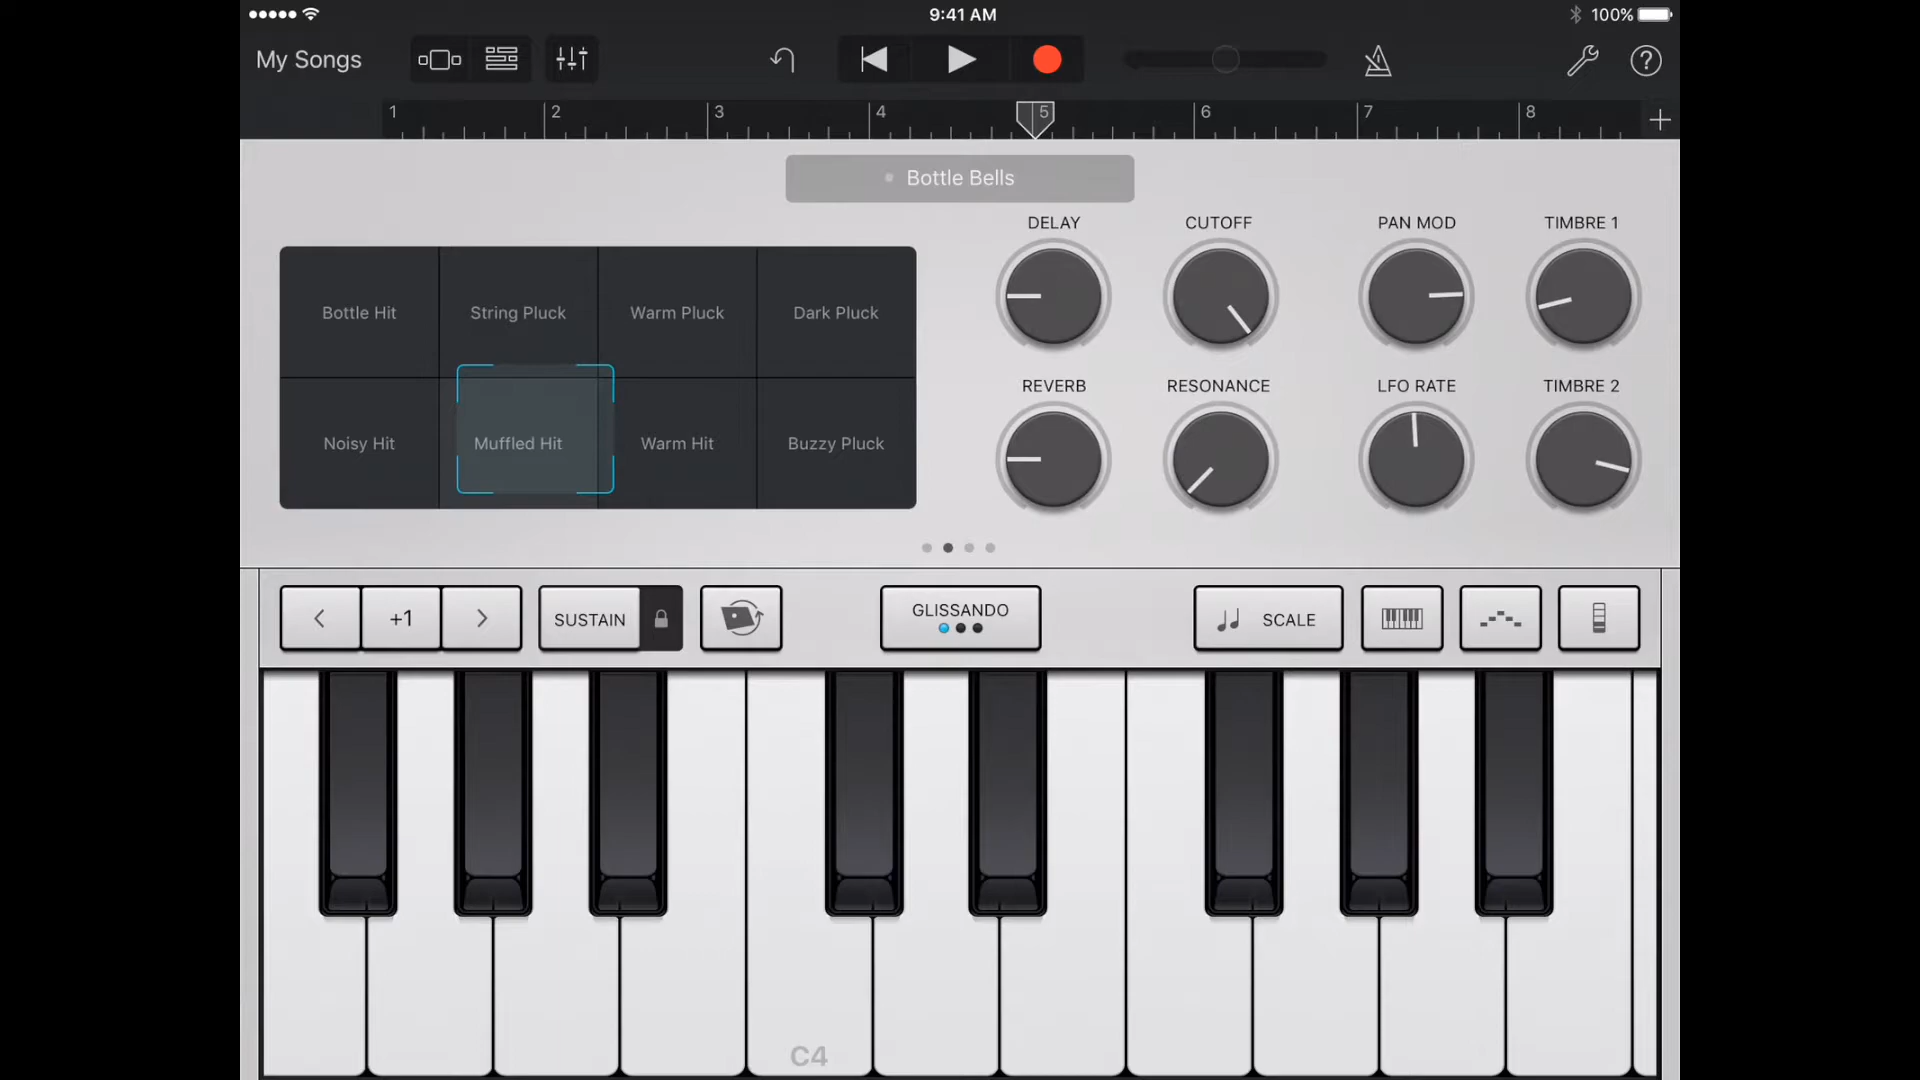 9:41 AM
100%
My Songs
1 2 3 4 5 6 7 8
Bottle Bells
DELAY CUTOFF PAN MOD TIMBRE 1
Bottle Hit String Pluck Warm Pluck Dark Pluck
REVERB RESONANCE LFO RATE TIMBRE 2
Noisy Hit Muffled Hit Warm Hit Buzzy Pluck
+1 SUSTAIN GLISSANDO SCALE
C4